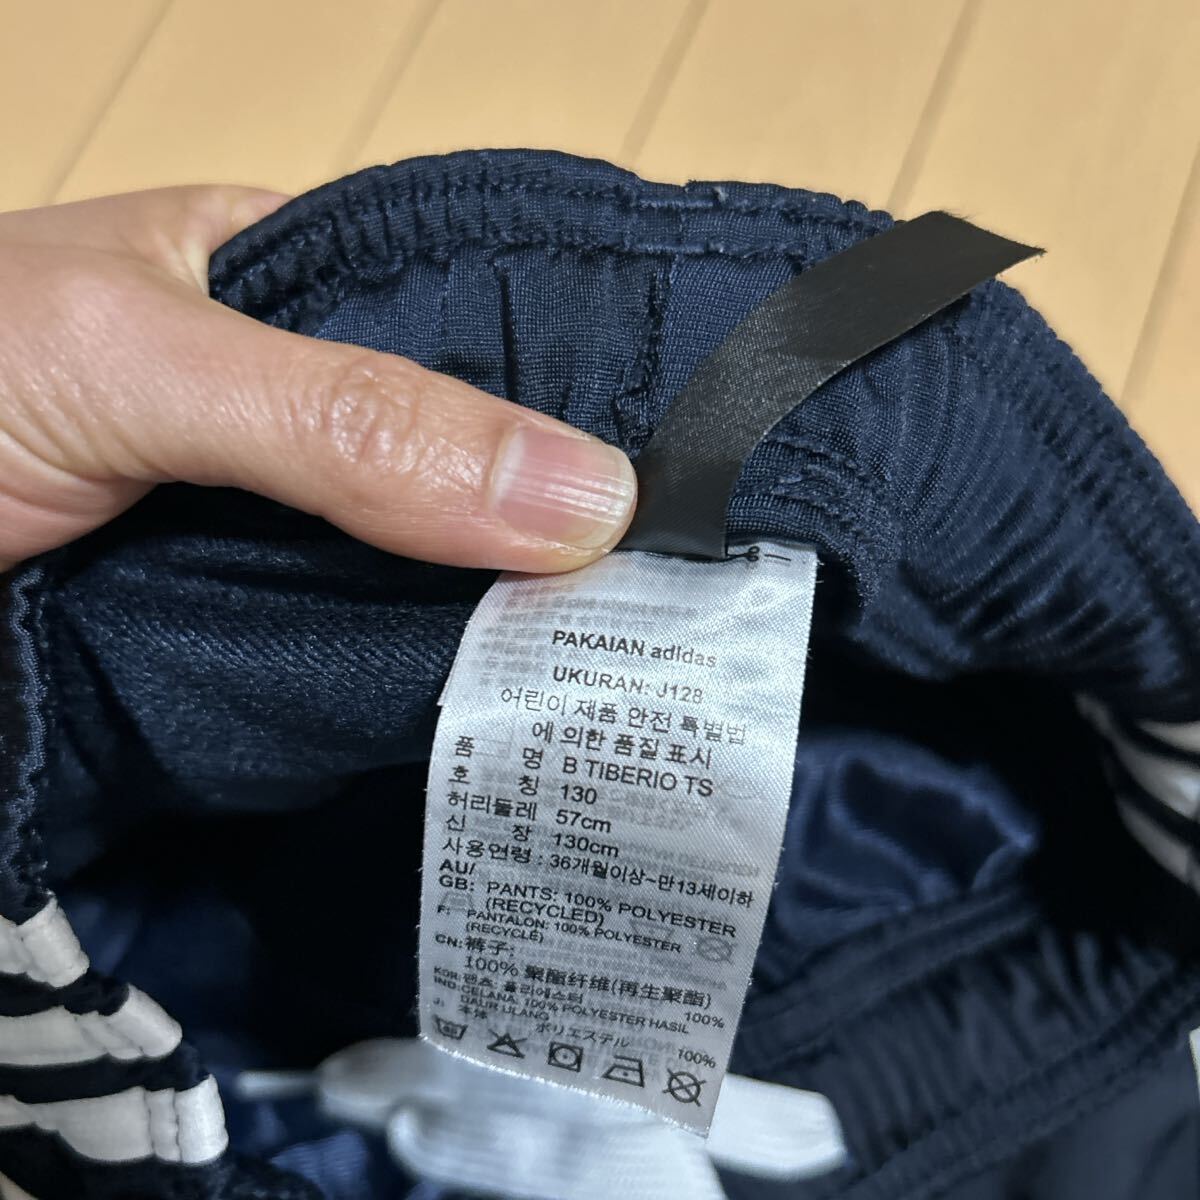 PAKAIAN adidas
UKURAN: J128
어린이 제품 안전 특별법
에 의한 품질 표시
품 명 B TIBERIO TS
호 칭 130
허리둘레 57cm
신 장 130cm
사용연령 : 36개월이상~만13세이하
AU/
GB: PANTS: 100% POLYESTER
(RECYCLED)
F: PANTALON: 100% POLYESTER
(RECYCLE)
CN: 裤子:
100% 聚酯纤维(再生聚酯)
KOR: 팬츠: 폴리에스터 100%
IND: CELANA: 100% POLYESTER HASIL
DAUR ULANG
J: 本体 ポリエステル 100%